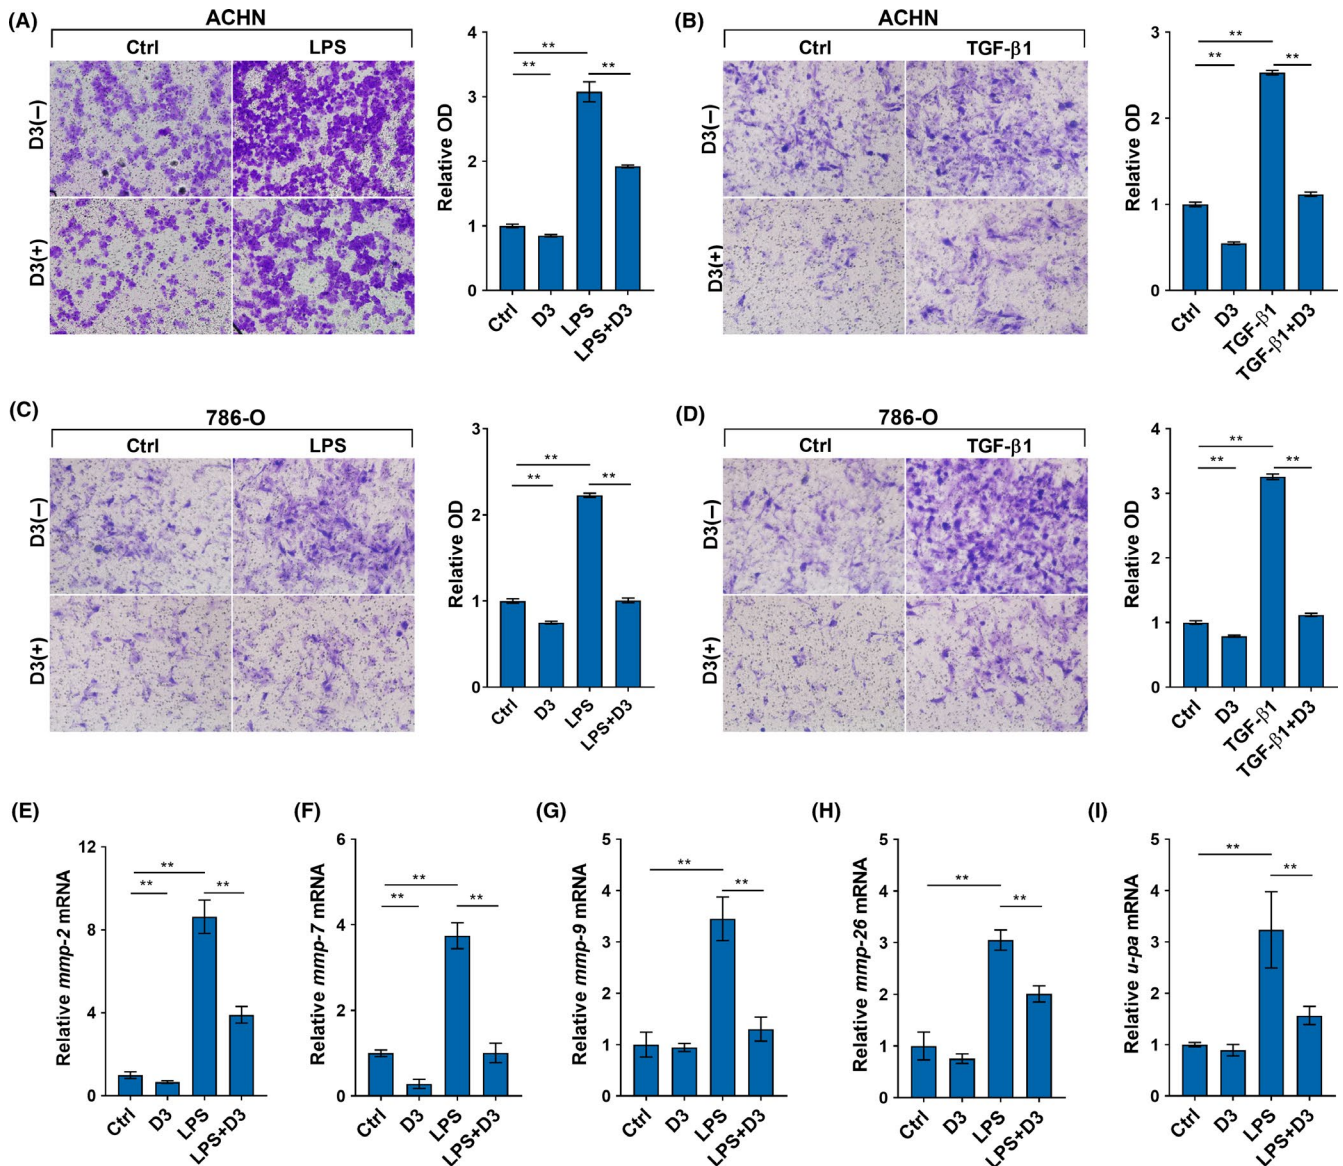 (A)
ACHN
Ctrl LPS
D3(−)
D3(+)
Relative OD
4
3
2
1
0
** ** **
Ctrl D3 LPS LPS+D3
(B)
ACHN
Ctrl TGF-β1
D3(−)
D3(+)
Relative OD
3
2
1
0
** ** **
Ctrl D3 TGF-β1 TGF-β1+D3
(C)
786-O
Ctrl LPS
D3(−)
D3(+)
Relative OD
3
2
1
0
** ** **
Ctrl D3 LPS LPS+D3
(D)
786-O
Ctrl TGF-β1
D3(−)
D3(+)
Relative OD
4
3
2
1
0
** ** **
Ctrl D3 TGF-β1 TGF-β1+D3
(E)
Relative mmp-2 mRNA
12
8
4
0
** ** **
Ctrl D3 LPS LPS+D3
(F)
Relative mmp-7 mRNA
6
4
2
0
** ** **
Ctrl D3 LPS LPS+D3
(G)
Relative mmp-9 mRNA
5
4
3
2
1
0
** **
Ctrl D3 LPS LPS+D3
(H)
Relative mmp-26 mRNA
5
4
3
2
1
0
** **
Ctrl D3 LPS LPS+D3
(I)
Relative u-pa mRNA
5
4
3
2
1
0
** **
Ctrl D3 LPS LPS+D3